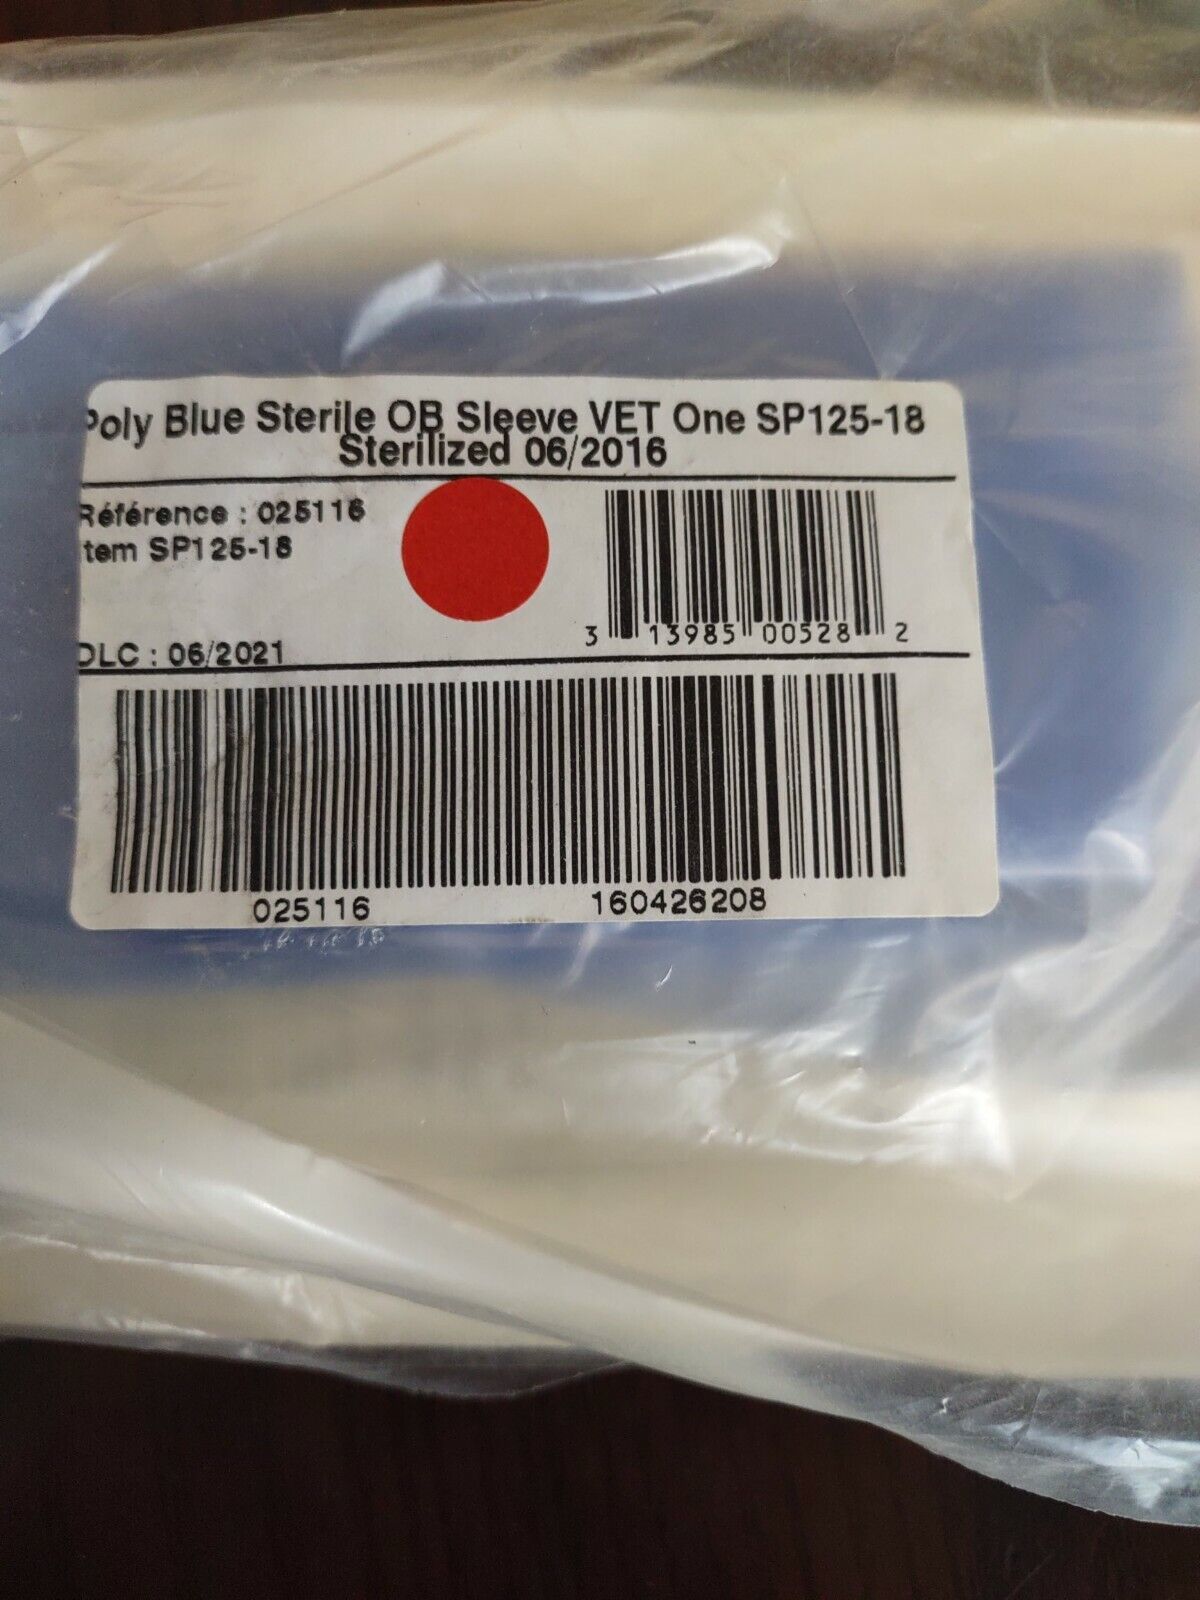 Poly Blue Sterile OB Sleeve VET One SP125-18
Sterilized 06/2016
Référence : 025116
Item SP125-18
3 13985 00528 2
DLC : 06/2021
025116 160426208